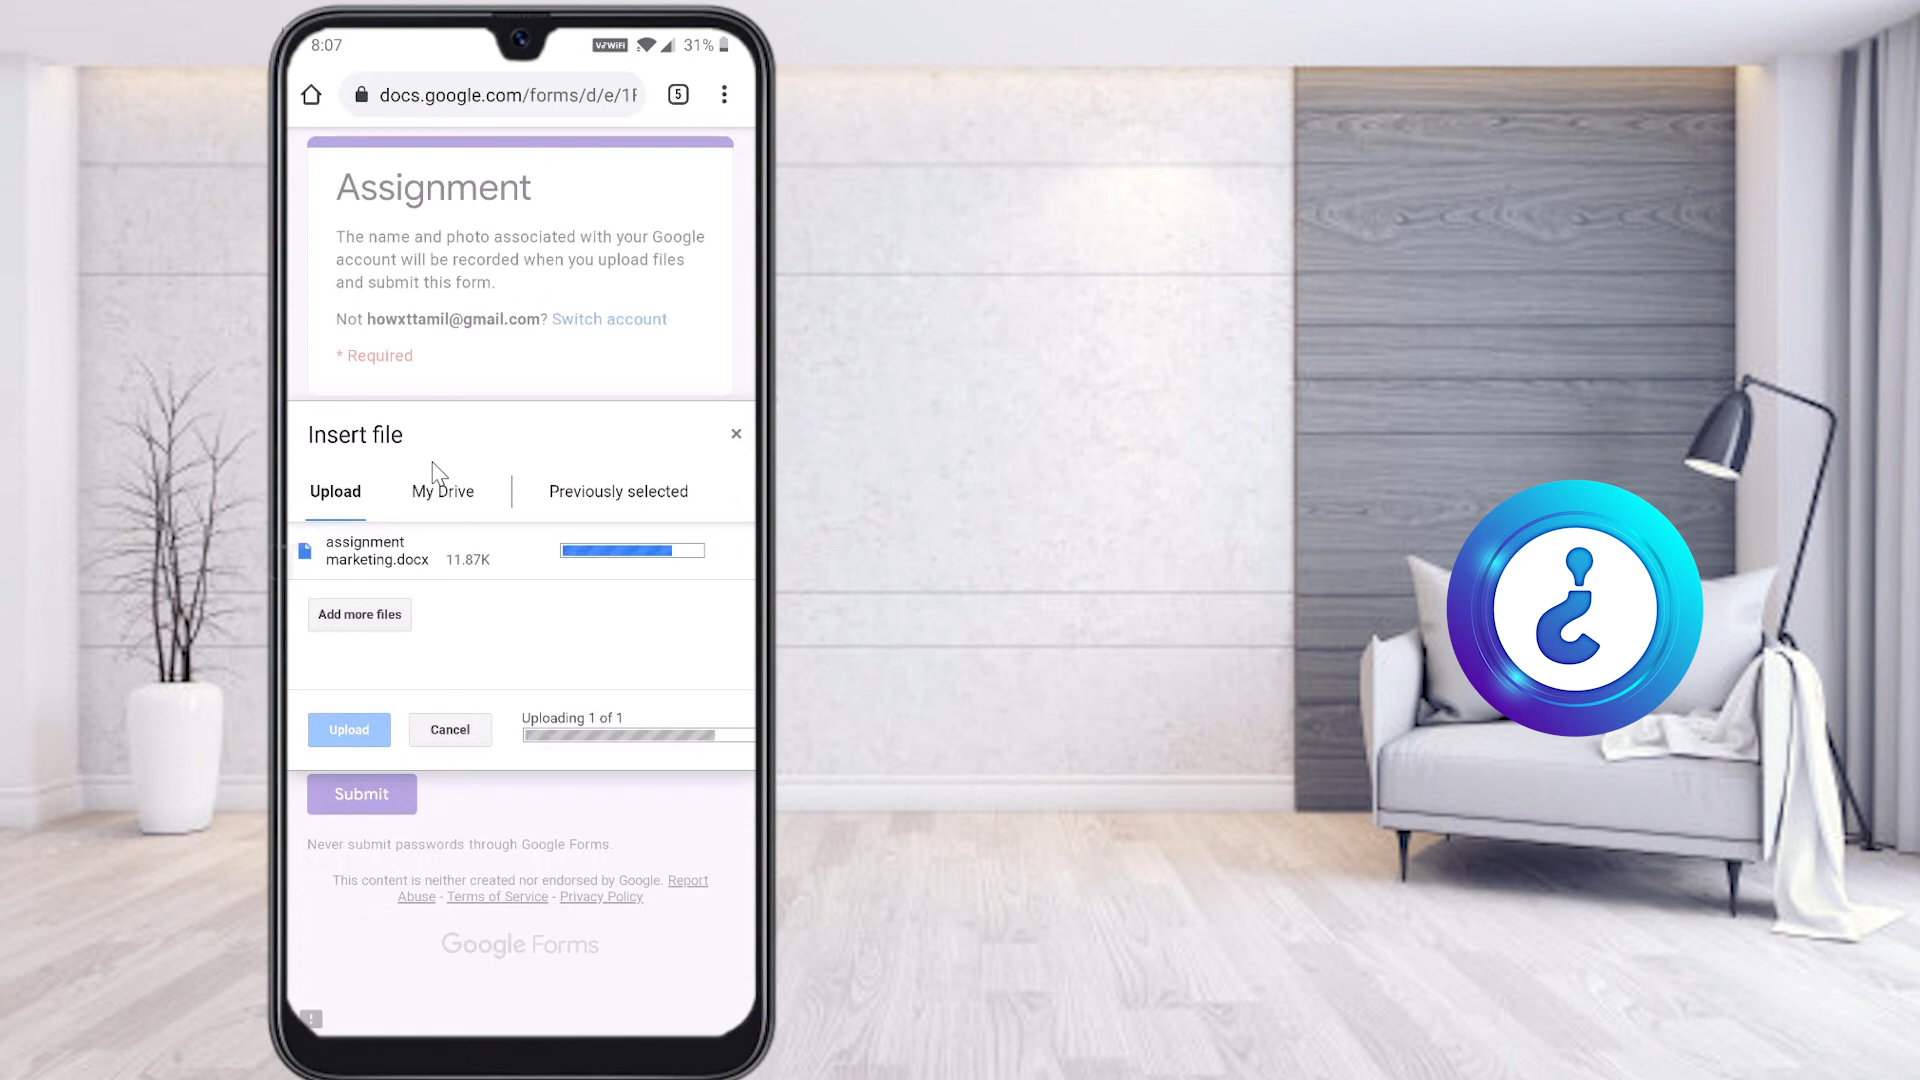 8:07
VoWiFi
31%
docs.google.com/forms/d/e/1F
5
Assignment
The name and photo associated with your Google
account will be recorded when you upload files
and submit this form.
Not howxttamil@gmail.com? Switch account
* Required
Insert file
×
Upload
My Drive
Previously selected
assignment
marketing.docx 11.87K
Add more files
Upload
Cancel
Uploading 1 of 1
Submit
Never submit passwords through Google Forms.
This content is neither created nor endorsed by Google. Report
Abuse - Terms of Service - Privacy Policy
Google Forms